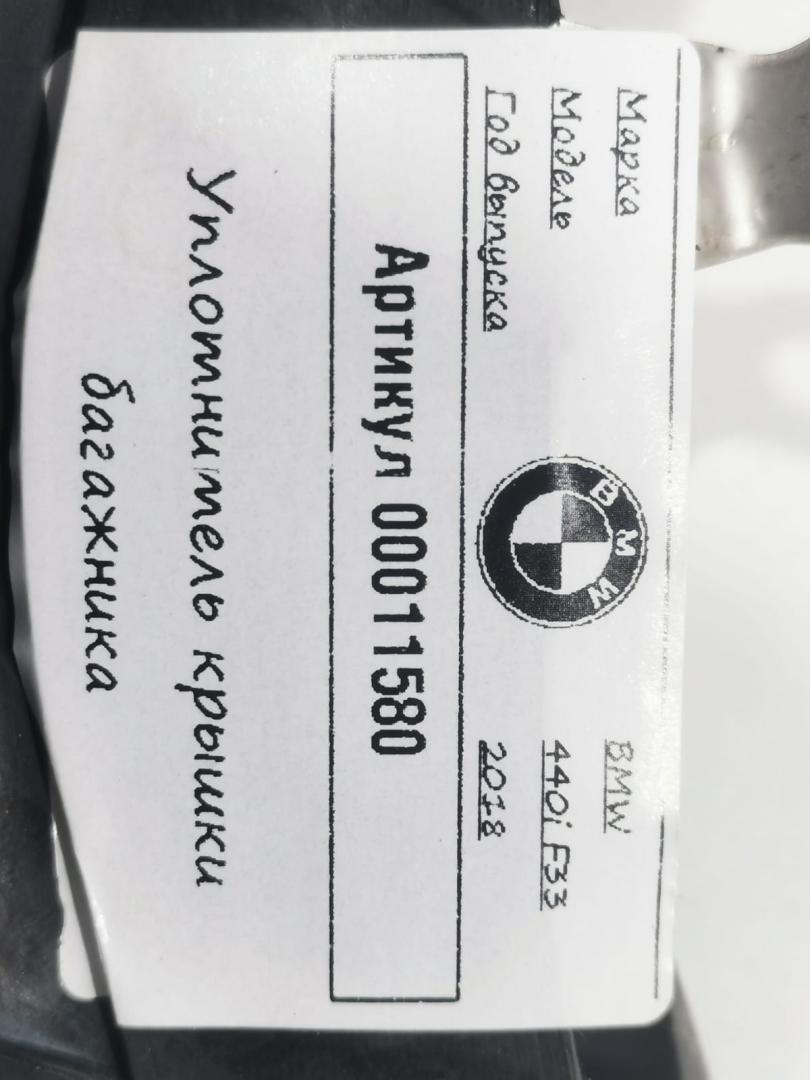 Марка BMW
Модель 440i F33
Год выпуска 2018
BMW
Артикул 00011580
Уплотнитель крышки
багажника